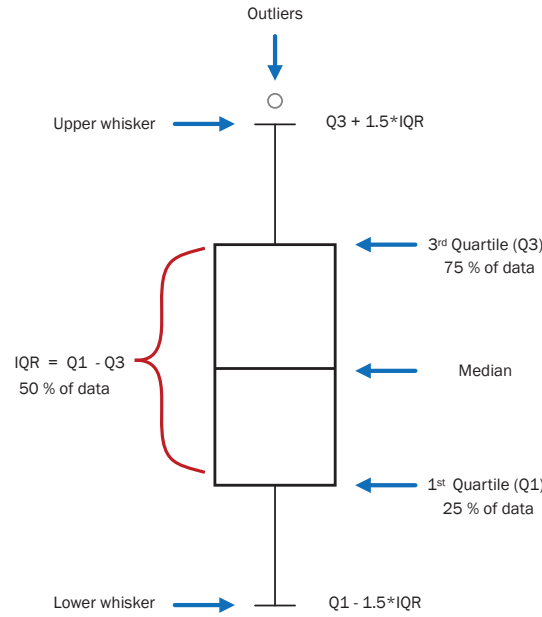 Outliers
Upper whisker
Q3 + 1.5*IQR
3rd Quartile (Q3)
75 % of data
IQR = Q1 - Q3
50 % of data
Median
1st Quartile (Q1)
25 % of data
Lower whisker
Q1 - 1.5*IQR